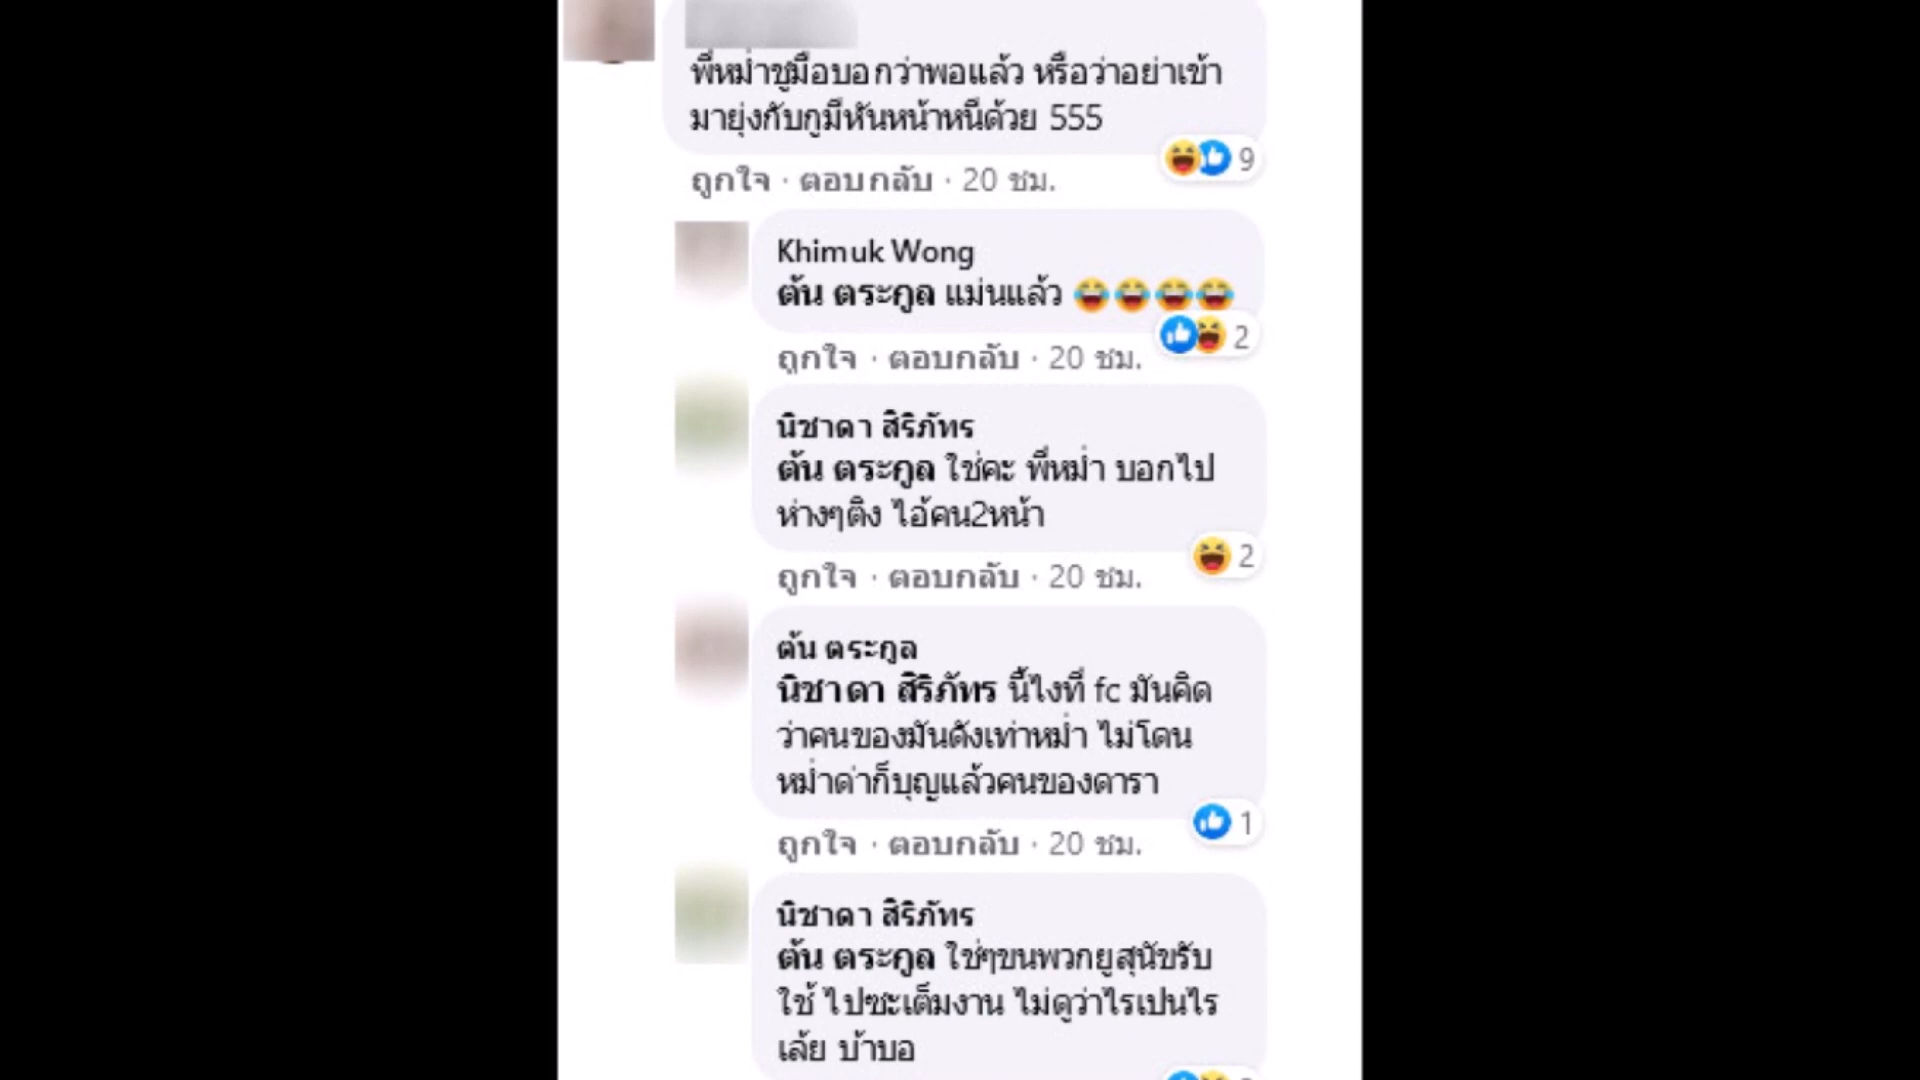 พี่หม่ำชูมือบอกว่าพอแล้ว หรือว่าอย่าเข้า
มายุ่งกับกูมีหันหน้าหนีด้วย 555
9
ถูกใจ · ตอบกลับ · 20 ชม.
Khimuk Wong
ต้น ตระกูล แม่นแล้ว 😂😂😂😂
2
ถูกใจ · ตอบกลับ · 20 ชม.
นิชาดา สิริภัทร
ต้น ตระกูล ใช่คะ พี่หม่ำ บอกไป
ห่างๆติง ไอ้คน2หน้า
2
ถูกใจ · ตอบกลับ · 20 ชม.
ต้น ตระกูล
นิชาดา สิริภัทร นี้ไงที่ fc มันคิด
ว่าคนของมันดังเท่าหม่ำ ไม่โดน
หม่ำด่าก็บุญแล้วคนของดารา
1
ถูกใจ · ตอบกลับ · 20 ชม.
นิชาดา สิริภัทร
ต้น ตระกูล ใช่ๆขนพวกยูสุนัขรับ
ใช้ ไปซะเต็มงาน ไม่ดูว่าไรเปนไร
เล้ย บ้าบอ